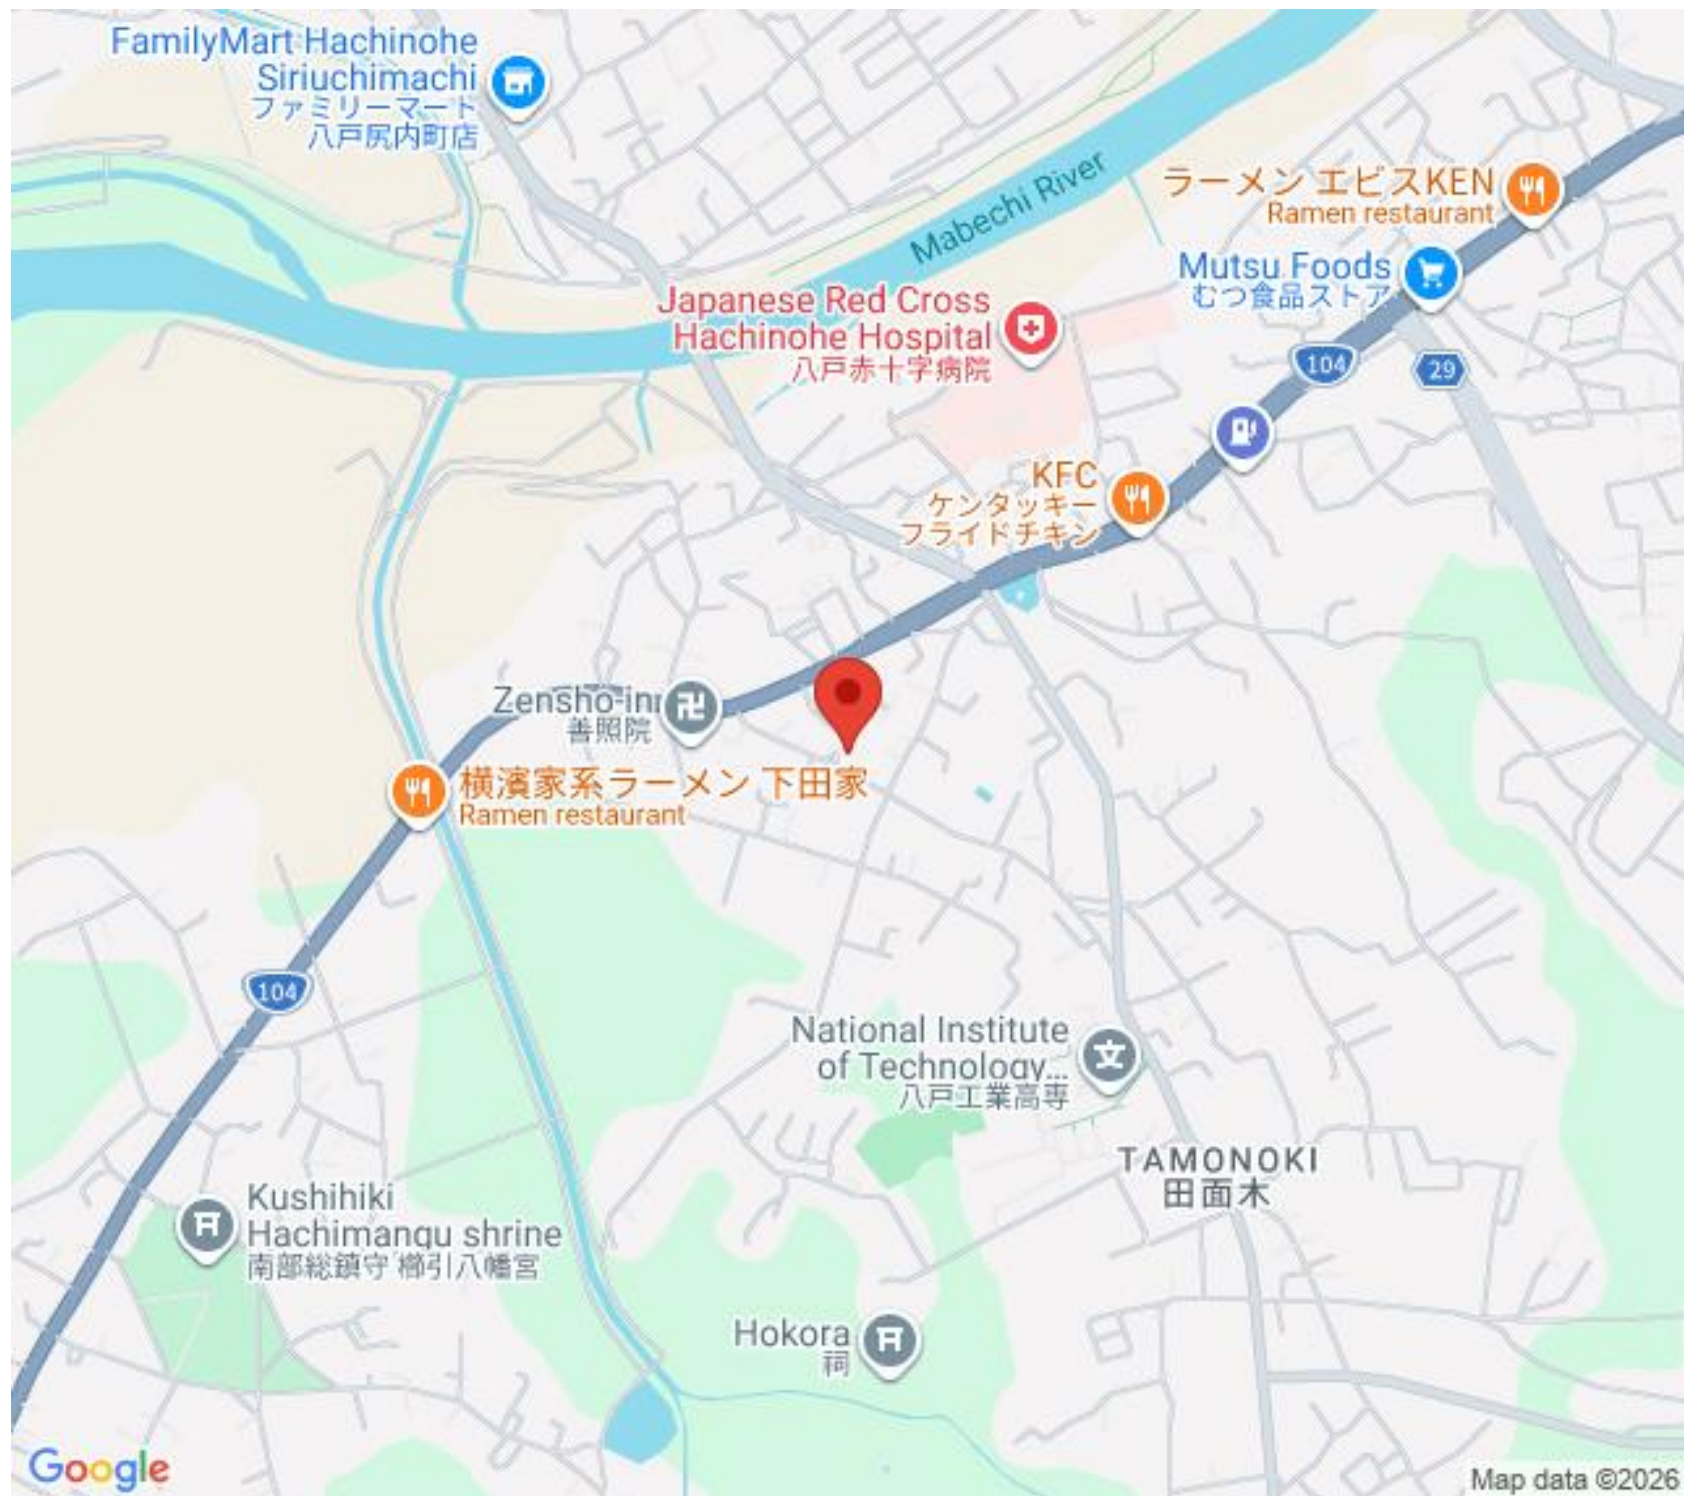 FamilyMart Hachinohe
Siriuchimachi
ファミリーマート
八戸尻内町店
Mabechi River
ラーメン エビスKEN
Ramen restaurant
Mutsu Foods
むつ食品ストア
Japanese Red Cross
Hachinohe Hospital
八戸赤十字病院
104
29
KFC
ケンタッキー
フライドチキン
Zensho-inn
善照院
卍
横濱家系ラーメン 下田家
Ramen restaurant
104
National Institute
of Technology...
八戸工業高専
文
TAMONOKI
田面木
Kushihiki
Hachimangu shrine
南部総鎮守 櫛引八幡宮
Hokora
祠
Google
Map data ©2026